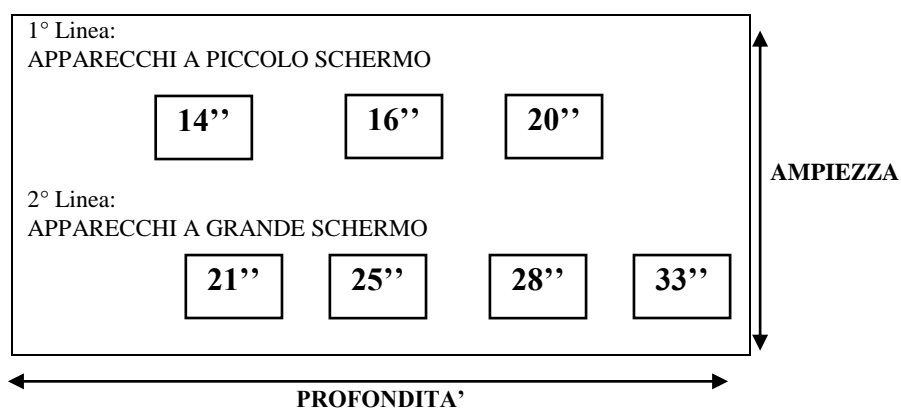 1° Linea:
APPARECCHI A PICCOLO SCHERMO
14’’ 16’’ 20’’
AMPIEZZA
2° Linea:
APPARECCHI A GRANDE SCHERMO
21’’ 25’’ 28’’ 33’’
PROFONDITA’